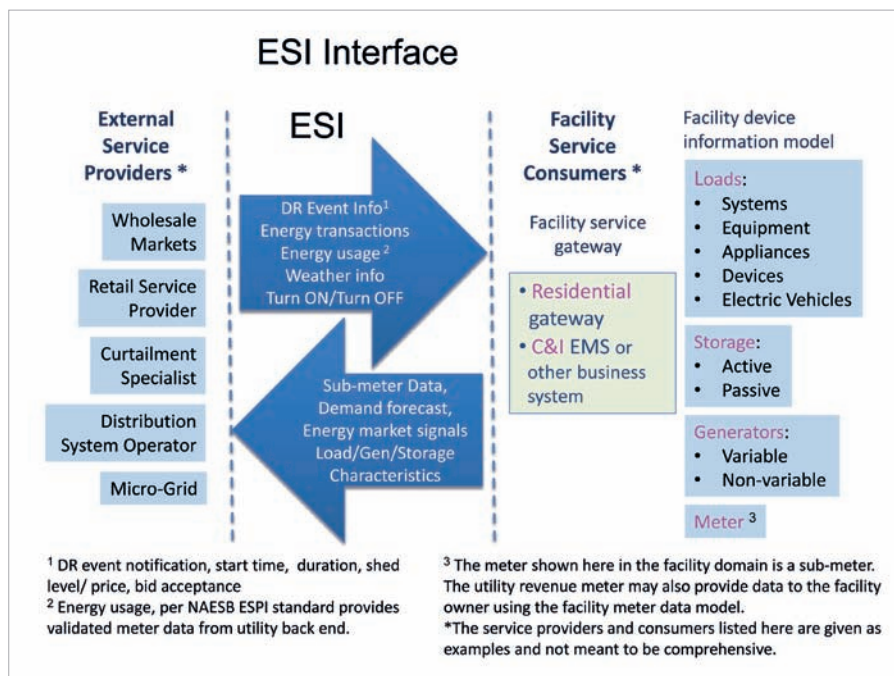 ESI Interface
External
Service
Providers *
Wholesale
Markets
Retail Service
Provider
Curtailment
Specialist
Distribution
System Operator
Micro-Grid
ESI
DR Event Info¹
Energy transactions
Energy usage²
Weather info
Turn ON/Turn OFF
Sub-meter Data,
Demand forecast,
Energy market signals
Load/Gen/Storage
Characteristics
Facility
Service
Consumers *
Facility service
gateway
• Residential
gateway
• C&I EMS or
other business
system
Facility device
information model
Loads:
• Systems
• Equipment
• Appliances
• Devices
• Electric Vehicles
Storage:
• Active
• Passive
Generators:
• Variable
• Non-variable
Meter ³
¹ DR event notification, start time, duration, shed
level/ price, bid acceptance
² Energy usage, per NAESB ESPI standard provides
validated meter data from utility back end.
³ The meter shown here in the facility domain is a sub-meter.
The utility revenue meter may also provide data to the facility
owner using the facility meter data model.
*The service providers and consumers listed here are given as
examples and not meant to be comprehensive.